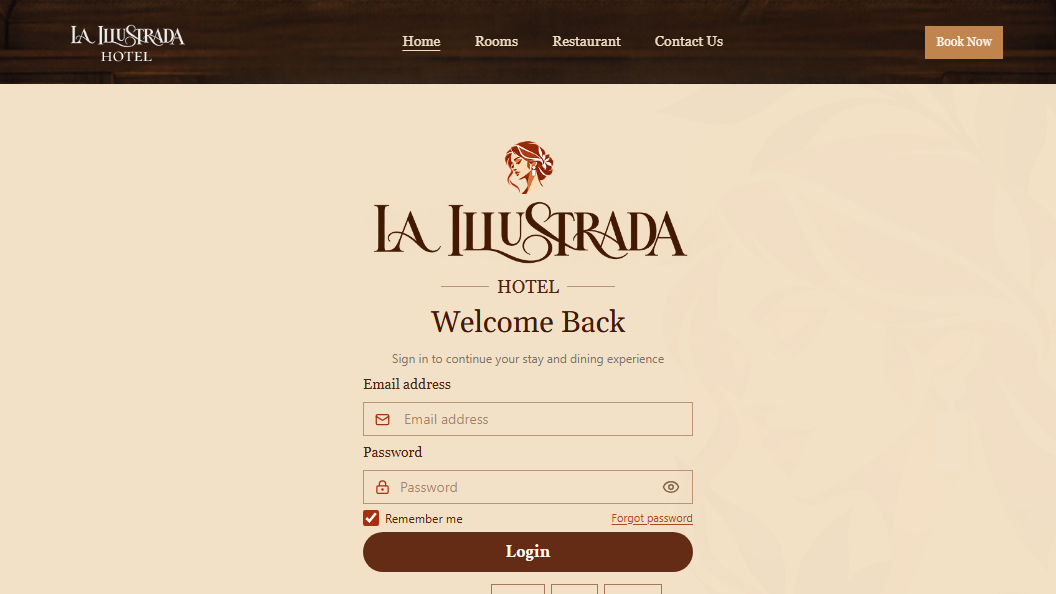 LA ILLUSTRADA
HOTEL
Home
Rooms
Restaurant
Contact Us
Book Now
LA ILLUSTRADA
HOTEL
Welcome Back
Sign in to continue your stay and dining experience
Email address
Email address
Password
Password
Remember me
Forgot password
Login